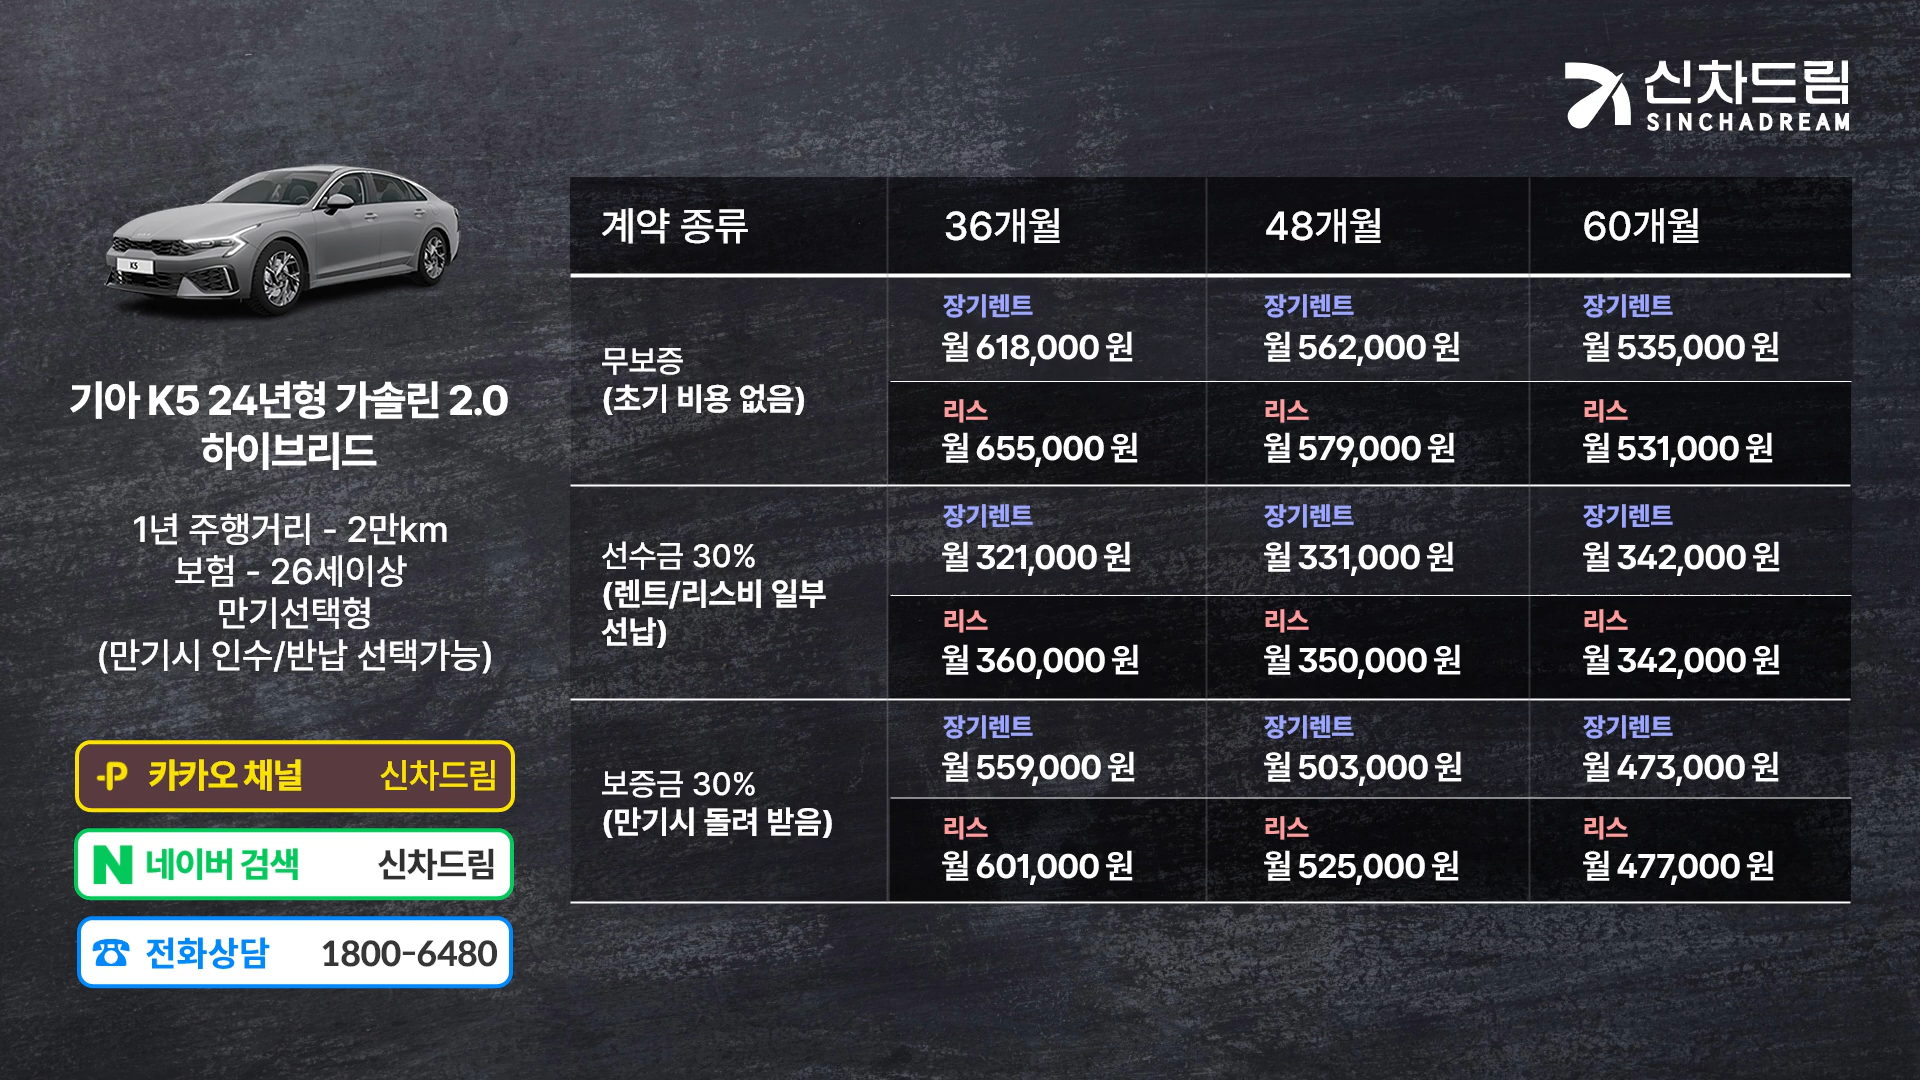 신차드림
SINCHADREAM
K5
기아 K5 24년형 가솔린 2.0
하이브리드
1년 주행거리 - 2만km
보험 - 26세이상
만기선택형
(만기시 인수/반납 선택가능)
카카오 채널 신차드림
네이버 검색 신차드림
전화상담 1800-6480
계약 종류 36개월 48개월 60개월
무보증
(초기 비용 없음)
장기렌트 장기렌트 장기렌트
월 618,000 원 월 562,000 원 월 535,000 원
리스 리스 리스
월 655,000 원 월 579,000 원 월 531,000 원
선수금 30%
(렌트/리스비 일부
선납)
장기렌트 장기렌트 장기렌트
월 321,000 원 월 331,000 원 월 342,000 원
리스 리스 리스
월 360,000 원 월 350,000 원 월 342,000 원
보증금 30%
(만기시 돌려 받음)
장기렌트 장기렌트 장기렌트
월 559,000 원 월 503,000 원 월 473,000 원
리스 리스 리스
월 601,000 원 월 525,000 원 월 477,000 원